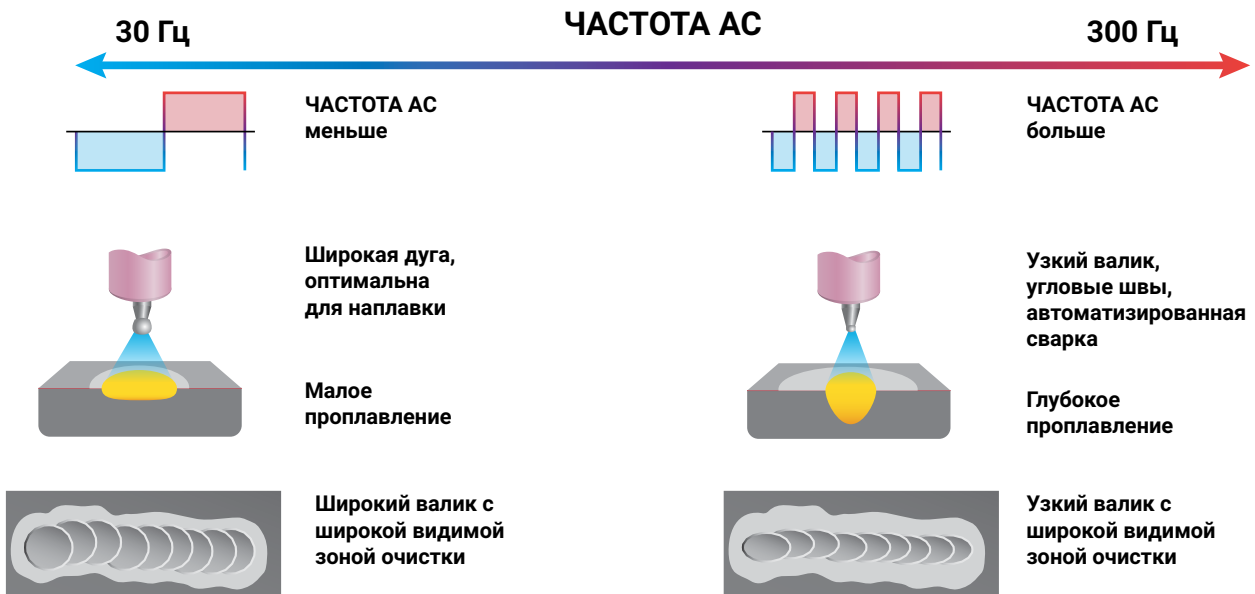 30 Гц
ЧАСТОТА АС
300 Гц
ЧАСТОТА АС
меньше
ЧАСТОТА АС
больше
Широкая дуга,
оптимальна
для наплавки
Узкий валик,
угловые швы,
автоматизированная
сварка
Малое
проплавление
Глубокое
проплавление
Широкий валик с
широкой видимой
зоной очистки
Узкий валик с
широкой видимой
зоной очистки